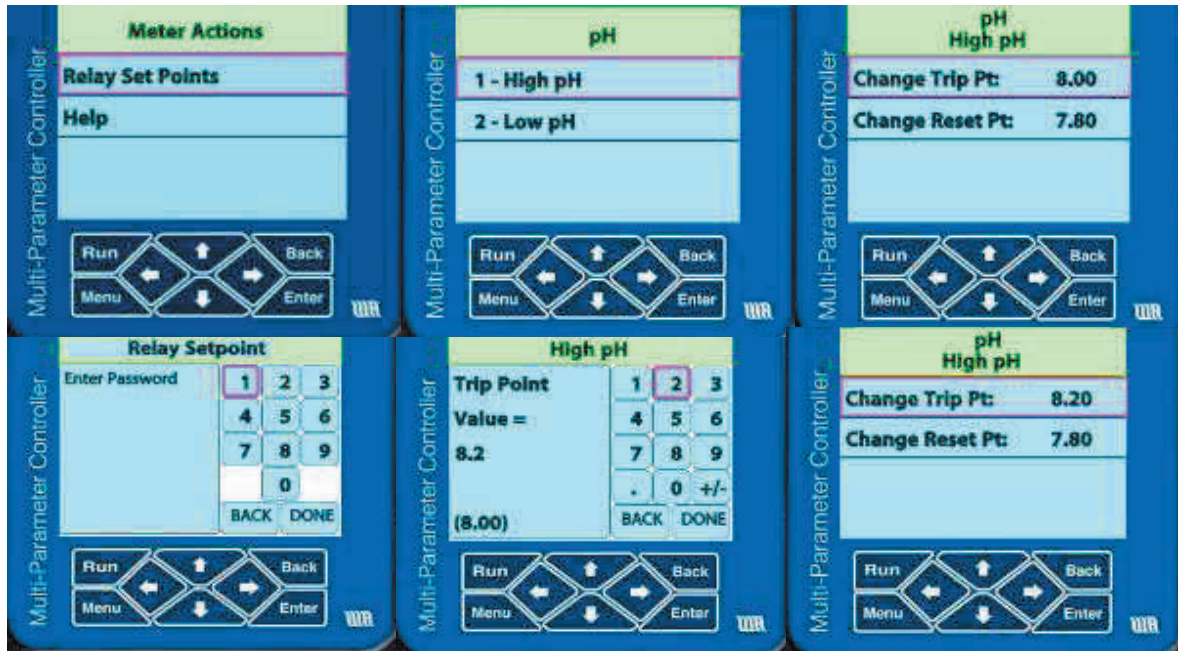 Multi-Parameter Controller
Meter Actions
Relay Set Points
Help
Run
Back
Menu
Enter
Multi-Parameter Controller
pH
1 - High pH
2 - Low pH
Run
Back
Menu
Enter
Multi-Parameter Controller
pH
High pH
Change Trip Pt: 8.00
Change Reset Pt: 7.80
Run
Back
Menu
Enter
Multi-Parameter Controller
Relay Setpoint
Enter Password
1 2 3
4 5 6
7 8 9
0
BACK DONE
Run
Back
Menu
Enter
Multi-Parameter Controller
High pH
Trip Point
Value =
8.2
(8.00)
1 2 3
4 5 6
7 8 9
. 0 +/-
BACK DONE
Run
Back
Menu
Enter
Multi-Parameter Controller
pH
High pH
Change Trip Pt: 8.20
Change Reset Pt: 7.80
Run
Back
Menu
Enter